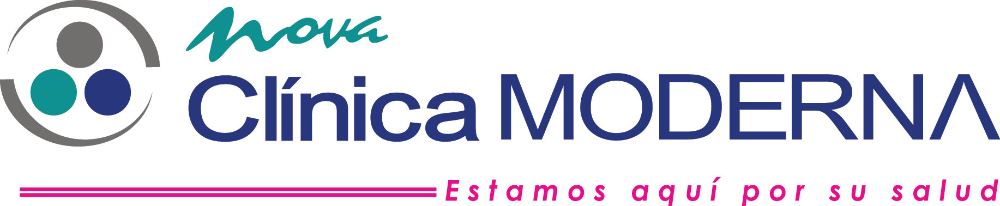 nova
Clínica MODERNA
Estamos aquí por su salud